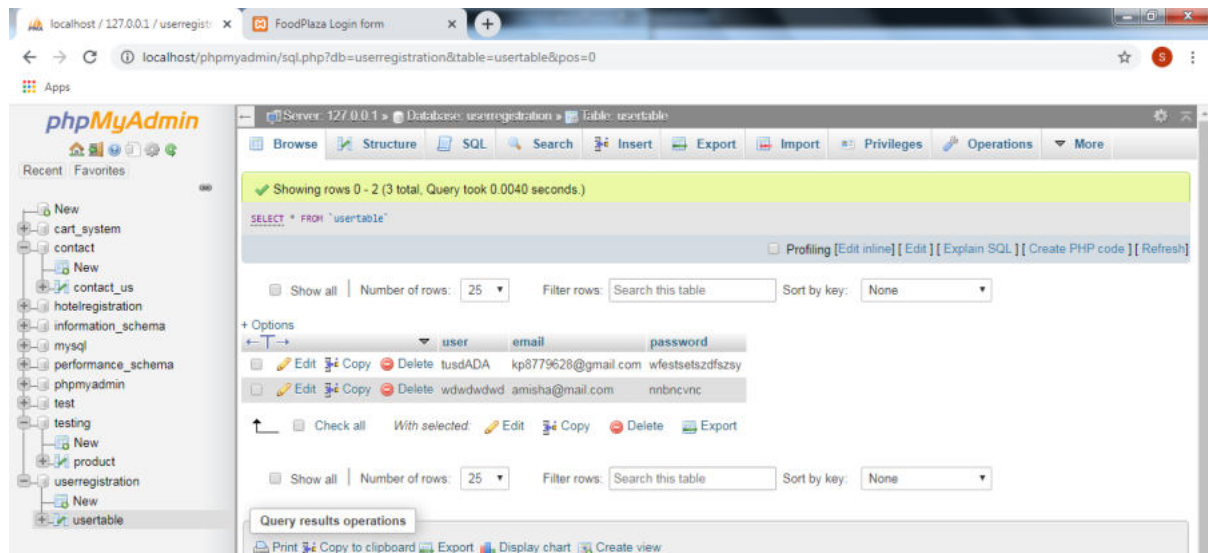 localhost / 127.0.0.1 / userregist
FoodPlaza Login form
localhost/phpmyadmin/sql.php?db=userregistration&table=usertable&pos=0
S
Apps
phpMyAdmin
Recent Favorites
New
cart_system
contact
New
contact_us
hotelregistration
information_schema
mysql
performance_schema
phpmyadmin
test
testing
New
product
userregistration
New
usertable
Server: 127.0.0.1 » Database: userregistration » Table: usertable
Browse Structure SQL Search Insert Export Import Privileges Operations More
Showing rows 0 - 2 (3 total, Query took 0.0040 seconds.)
SELECT * FROM `usertable`
Profiling [Edit inline] [ Edit ] [ Explain SQL ] [ Create PHP code ] [ Refresh]
Show all Number of rows: 25 Filter rows: Search this table Sort by key: None
+ Options
←T→ user email password
Edit Copy Delete tusdADA kp8779628@gmail.com wfestsetszdfszsy
Edit Copy Delete wdwdwdwd amisha@mail.com nnbncvnc
Check all With selected: Edit Copy Delete Export
Show all Number of rows: 25 Filter rows: Search this table Sort by key: None
Query results operations
Print Copy to clipboard Export Display chart Create view